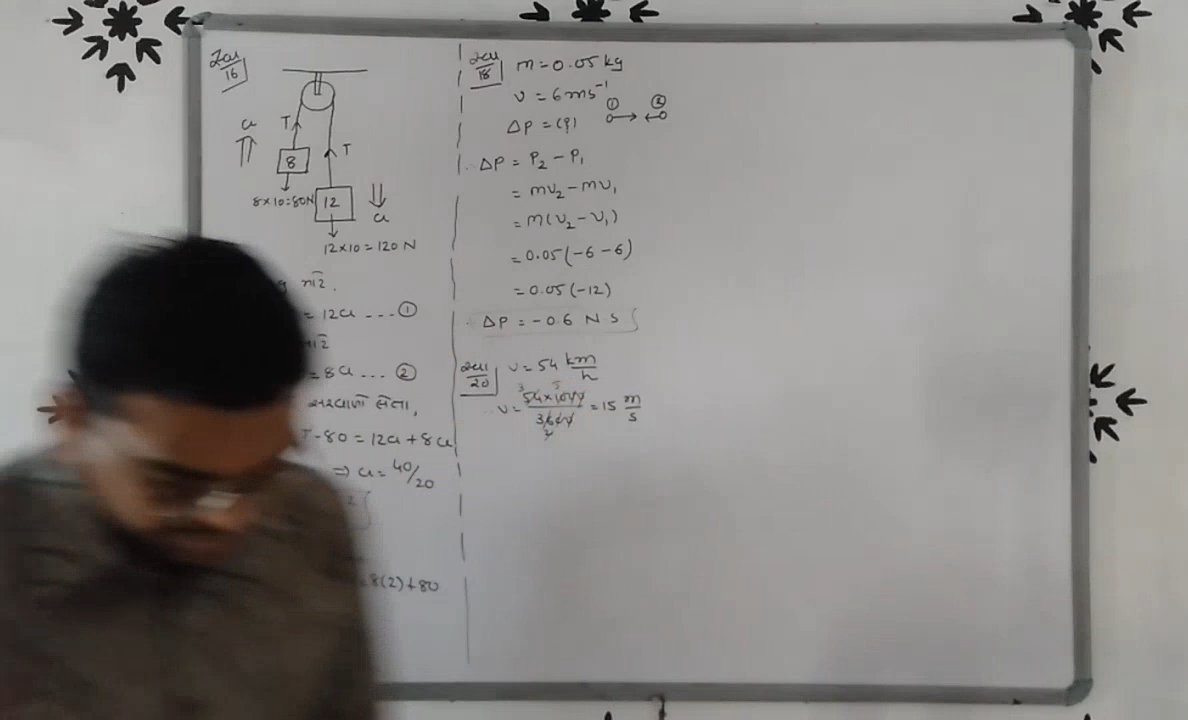 દાખલા
16
a
T
T
8
8×10=80N
12
a
12×10=120 N
માટે.
= 12a ---- ①
માટે
=8a ---- ②
સરવાળો લેતા,
T-80 = 12a + 8a
⇒ a = 40/20
2
=8(2)+80
18
m = 0.05 kg
v = 6 ms⁻¹
① ②
ΔP = (?)
∴ ΔP = P₂ - P₁
= mv₂ - mv₁
= m(v₂ - v₁)
= 0.05(-6-6)
= 0.05(-12)
∴ ΔP = -0.6 N S
20
v = 54 km/h
∴ v = 54×1000/3600 = 15 m/s